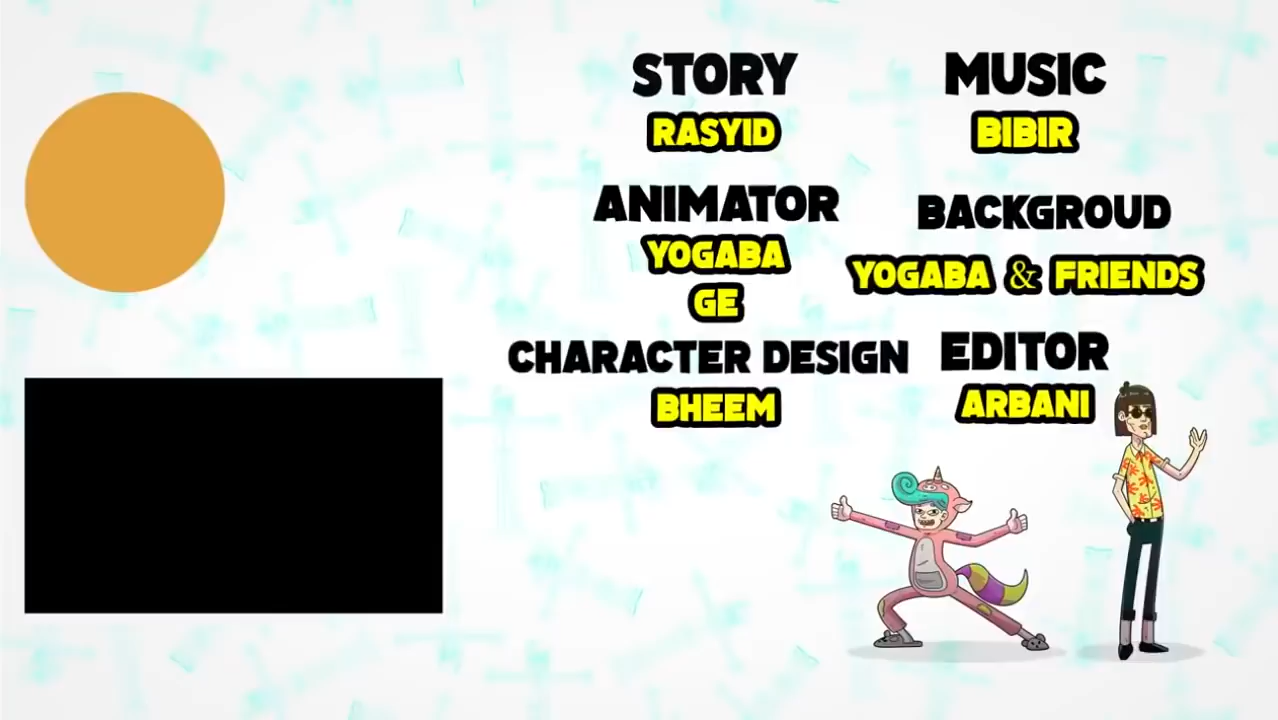 STORY
RASYID
MUSIC
BIBIR
ANIMATOR
YOGABA
GE
BACKGROUD
YOGABA & FRIENDS
CHARACTER DESIGN
BHEEM
EDITOR
ARBANI